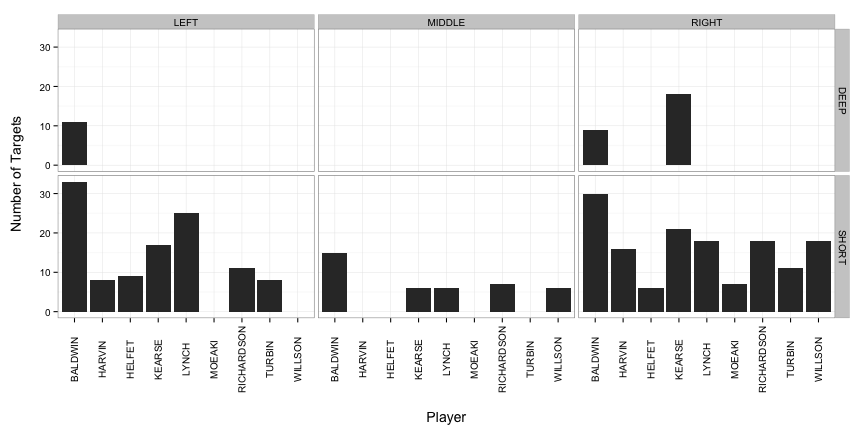 LEFT MIDDLE RIGHT
30
20
10
0
DEEP
30
20
10
0
SHORT
Number of Targets
BALDWIN HARVIN HELFET KEARSE LYNCH MOEAKI RICHARDSON TURBIN WILLSON
BALDWIN HARVIN HELFET KEARSE LYNCH MOEAKI RICHARDSON TURBIN WILLSON
BALDWIN HARVIN HELFET KEARSE LYNCH MOEAKI RICHARDSON TURBIN WILLSON
Player